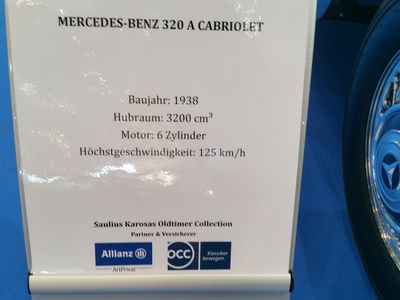 MERCEDES-BENZ 320 A CABRIOLET
Baujahr: 1938
Hubraum: 3200 cm³
Motor: 6 Zylinder
Höchstgeschwindigkeit: 125 km/h
Saulius Karosas Oldtimer Collection
Partner & Versicherer
Allianz
ArtPrivat
OCC
Klassiker
bewegen.